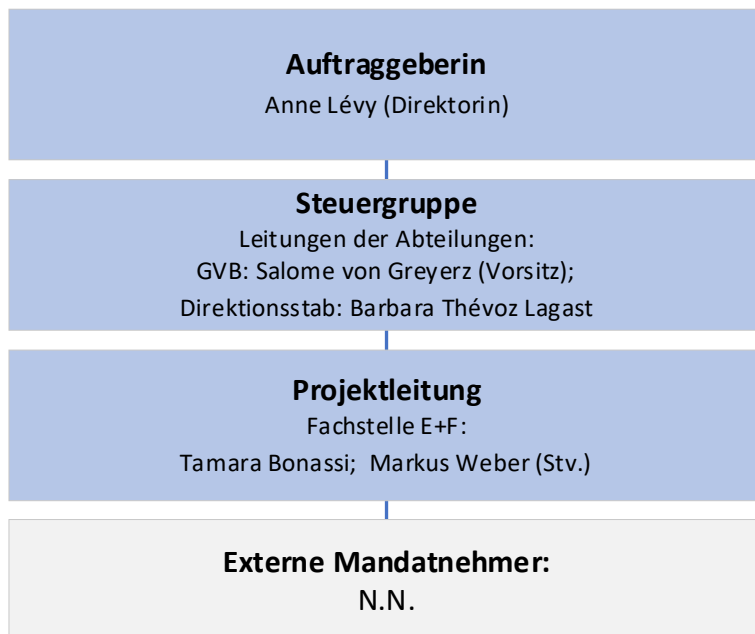 Auftraggeberin
Anne Lévy (Direktorin)
Steuergruppe
Leitungen der Abteilungen:
GVB: Salome von Greyerz (Vorsitz);
Direktionsstab: Barbara Thévoz Lagast
Projektleitung
Fachstelle E+F:
Tamara Bonassi; Markus Weber (Stv.)
Externe Mandatnehmer:
N.N.